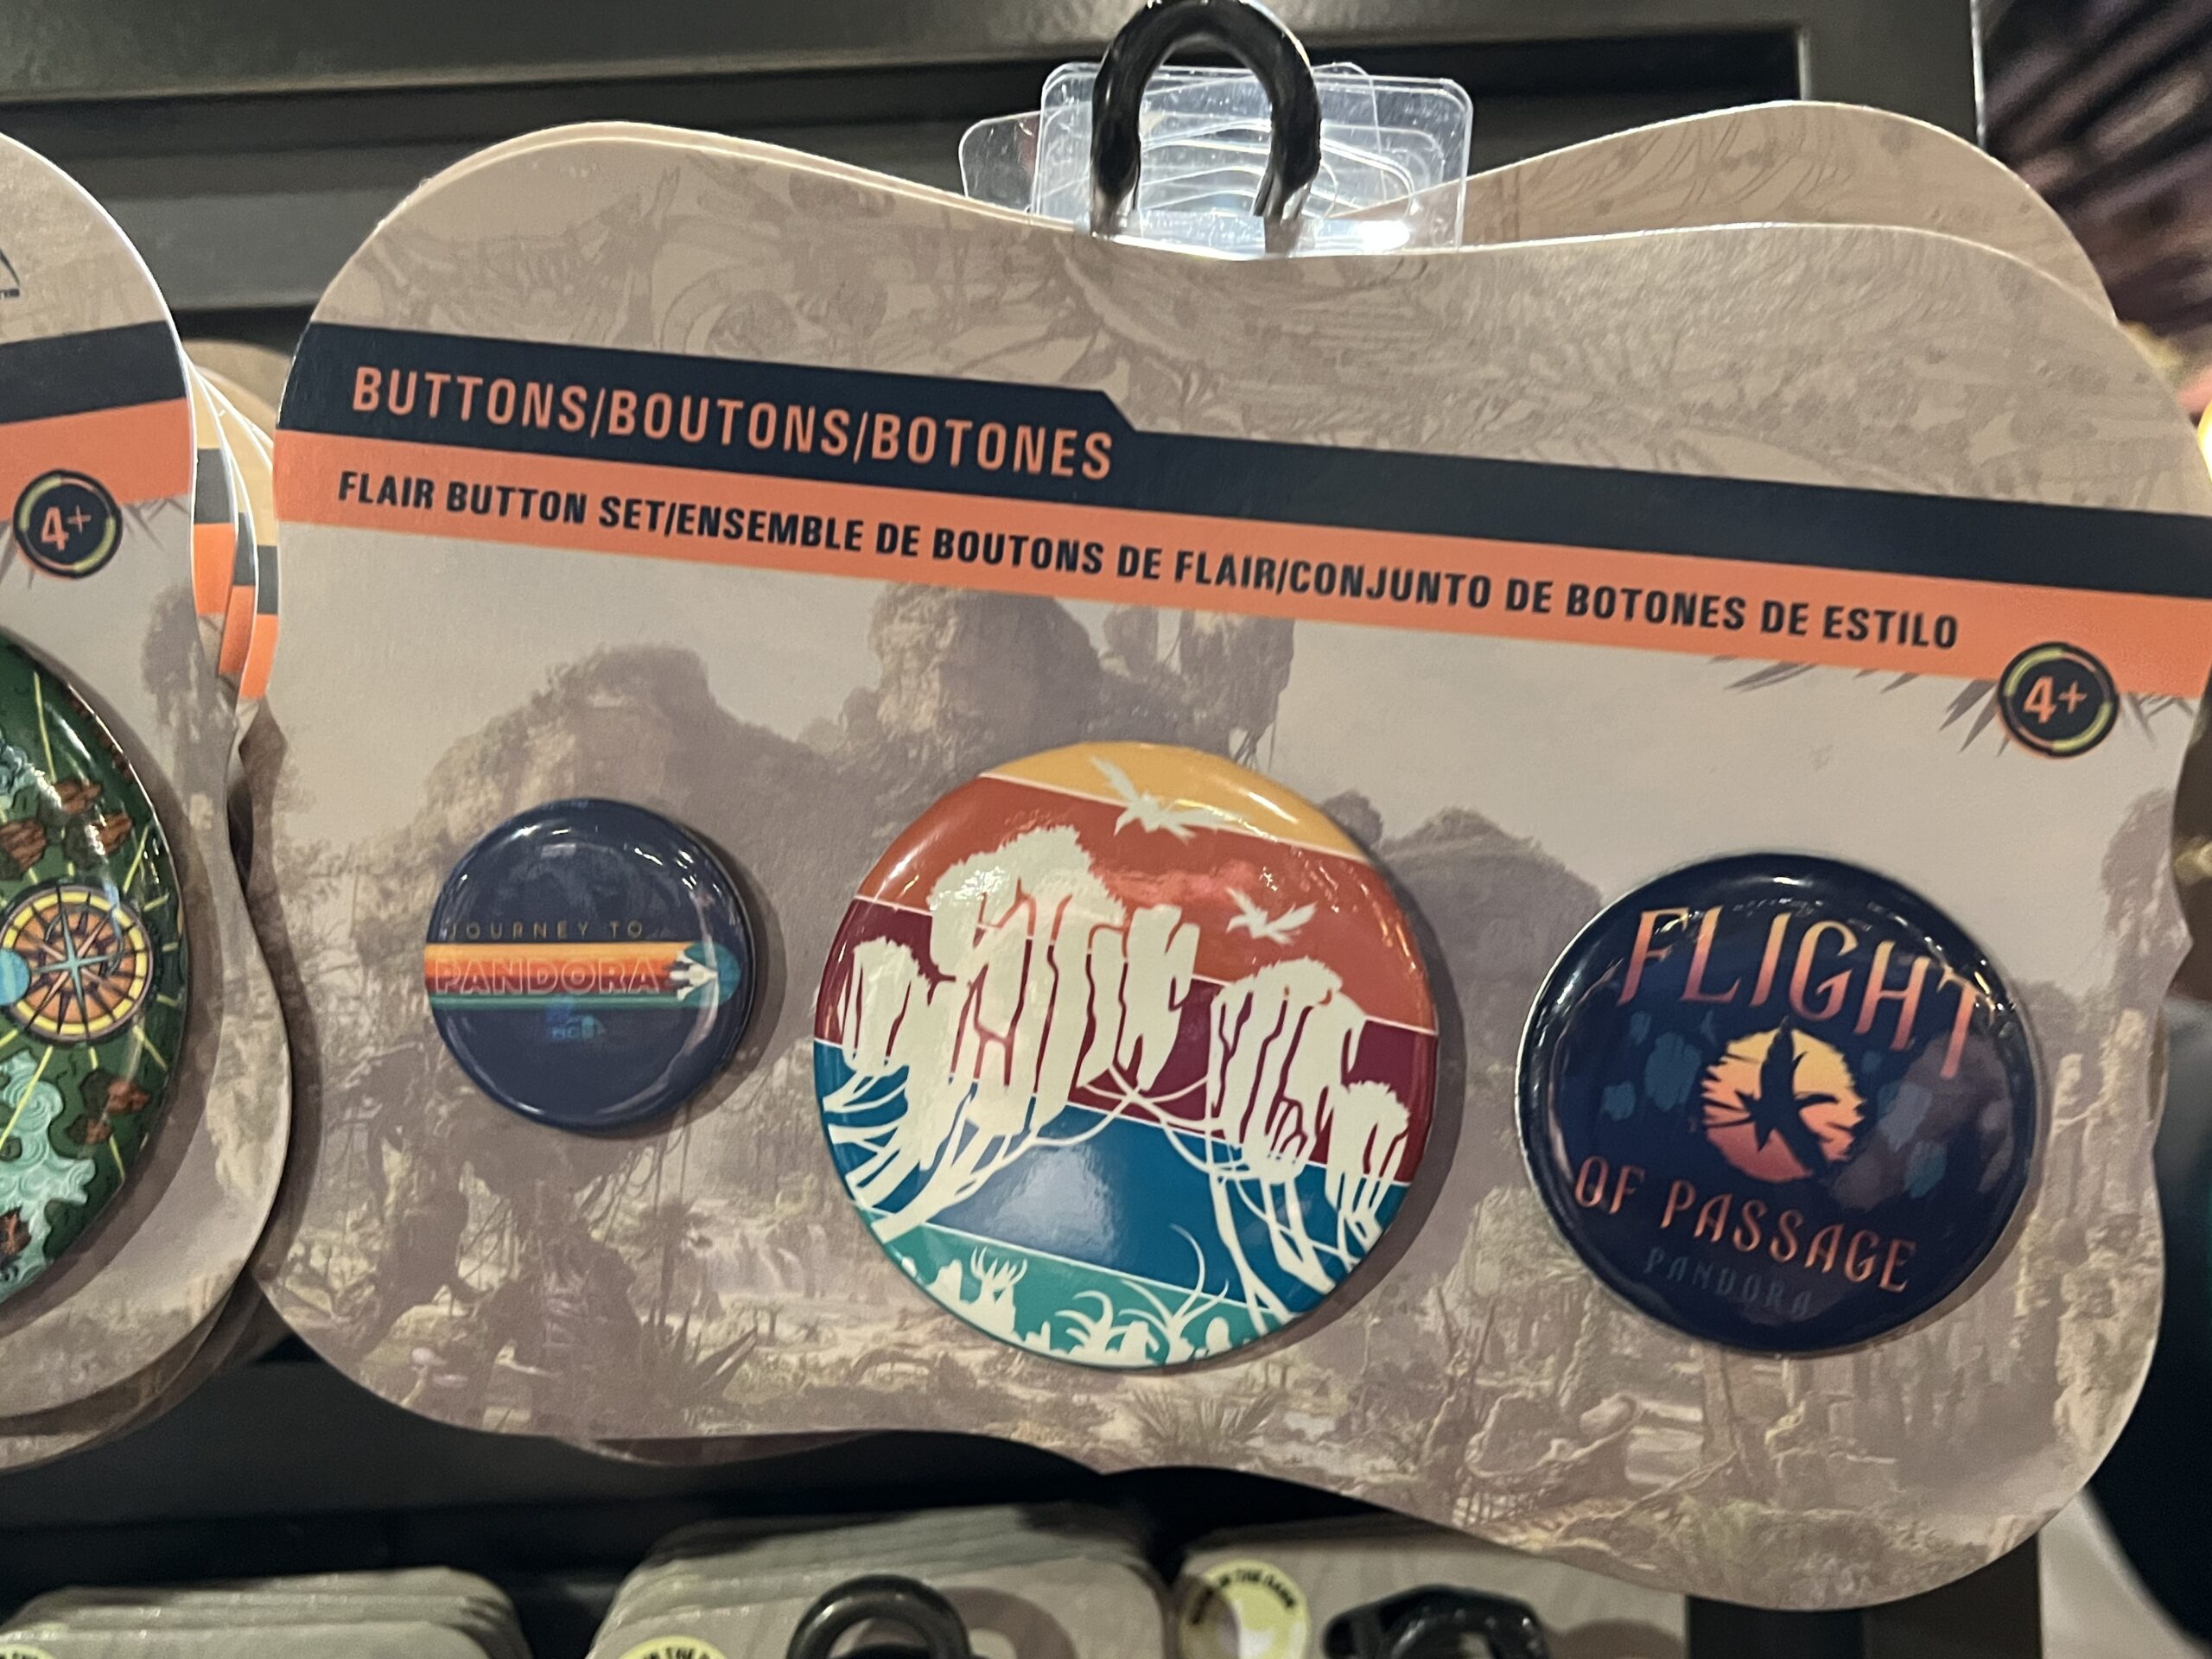 BUTTONS/BOUTONS/BOTONES
FLAIR BUTTON SET/ENSEMBLE DE BOUTONS DE FLAIR/CONJUNTO DE BOTONES DE ESTILO
4+
4+
JOURNEY TO
PANDORA
FLIGHT
OF PASSAGE
PANDORA